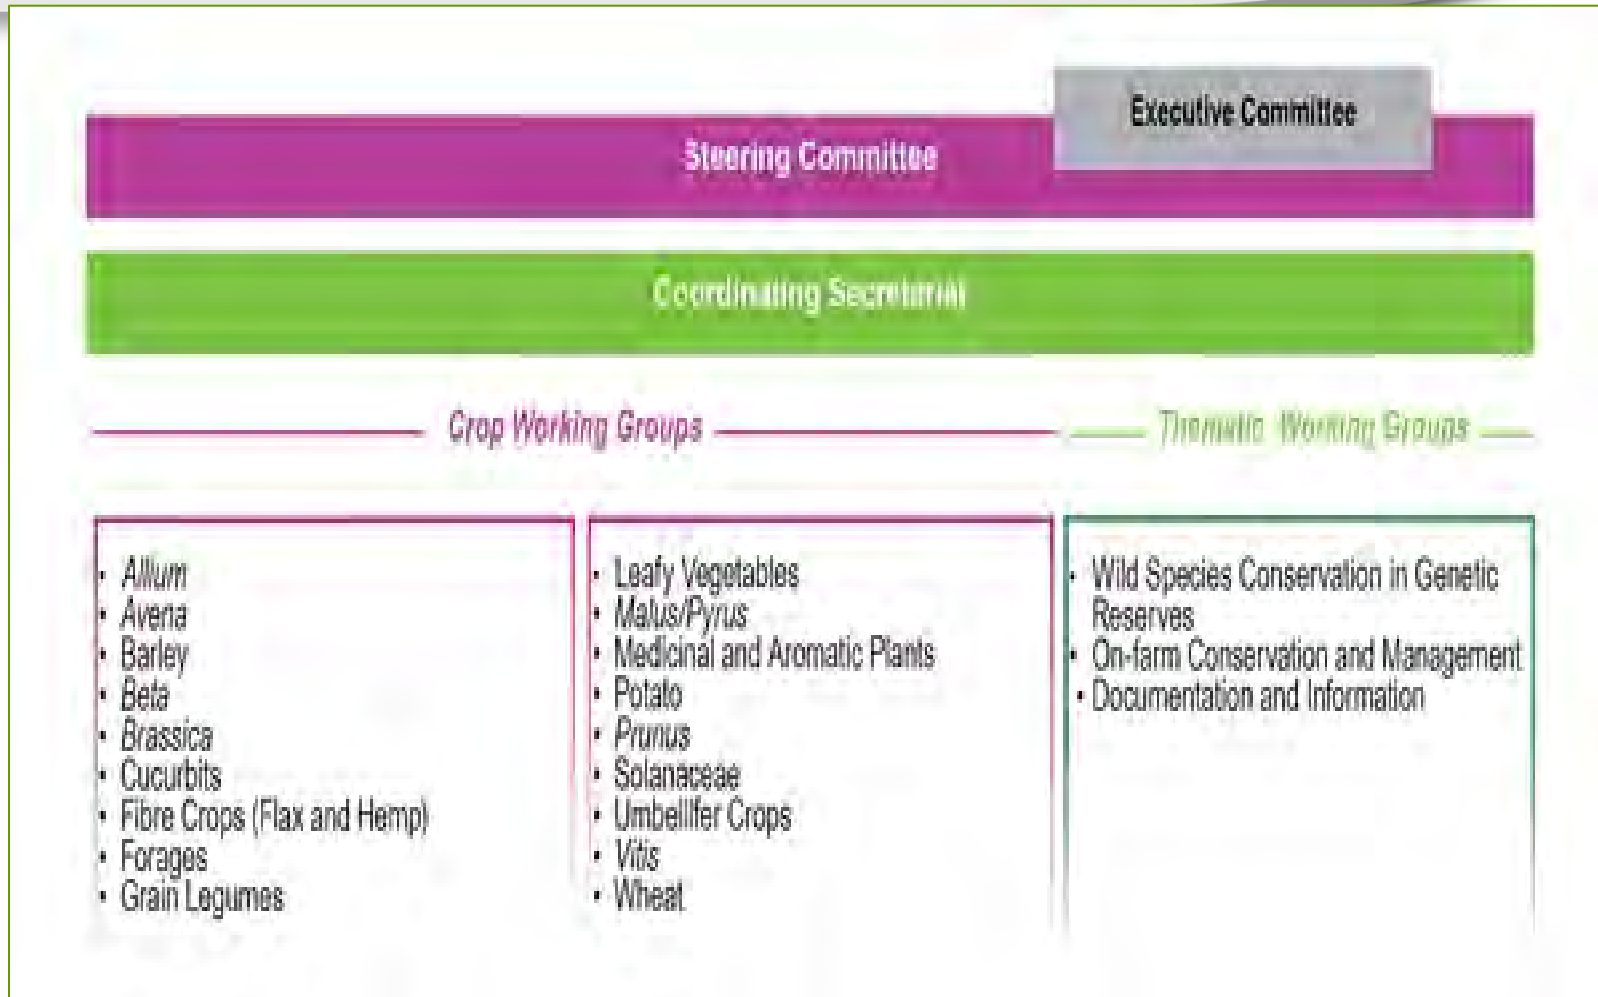 Executive Committee
Steering Committee
Coordinating Secretariat
Crop Working Groups
Thematic Working Groups
• Allium
• Avena
• Barley
• Beta
• Brassica
• Cucurbits
• Fibre Crops (Flax and Hemp)
• Forages
• Grain Legumes
• Leafy Vegetables
• Malus/Pyrus
• Medicinal and Aromatic Plants
• Potato
• Prunus
• Solanaceae
• Umbellifer Crops
• Vitis
• Wheat
• Wild Species Conservation in Genetic
Reserves
• On-farm Conservation and Management
• Documentation and Information